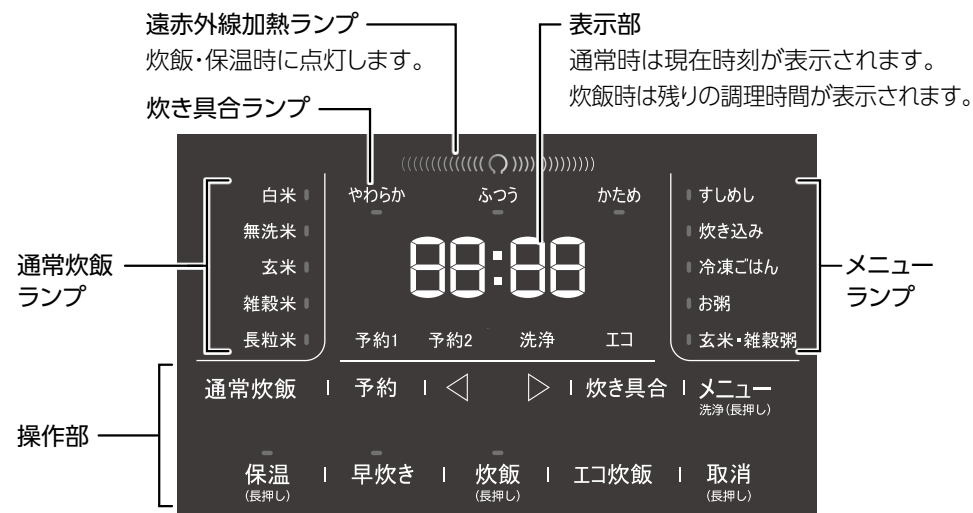 遠赤外線加熱ランプ
炊飯・保温時に点灯します。
表示部
通常時は現在時刻が表示されます。
炊飯時は残りの調理時間が表示されます。
炊き具合ランプ
通常炊飯
ランプ
白米
無洗米
玄米
雑穀米
長粒米
やわらか ふつう かため
88:88
予約1 予約2 洗浄 エコ
すしめし
炊き込み
冷凍ごはん
お粥
玄米・雑穀粥
メニュー
ランプ
操作部
通常炊飯 予約 ◁ ▷ 炊き具合 メニュー
洗浄(長押し)
保温 早炊き 炊飯 エコ炊飯 取消
(長押し) (長押し) (長押し)